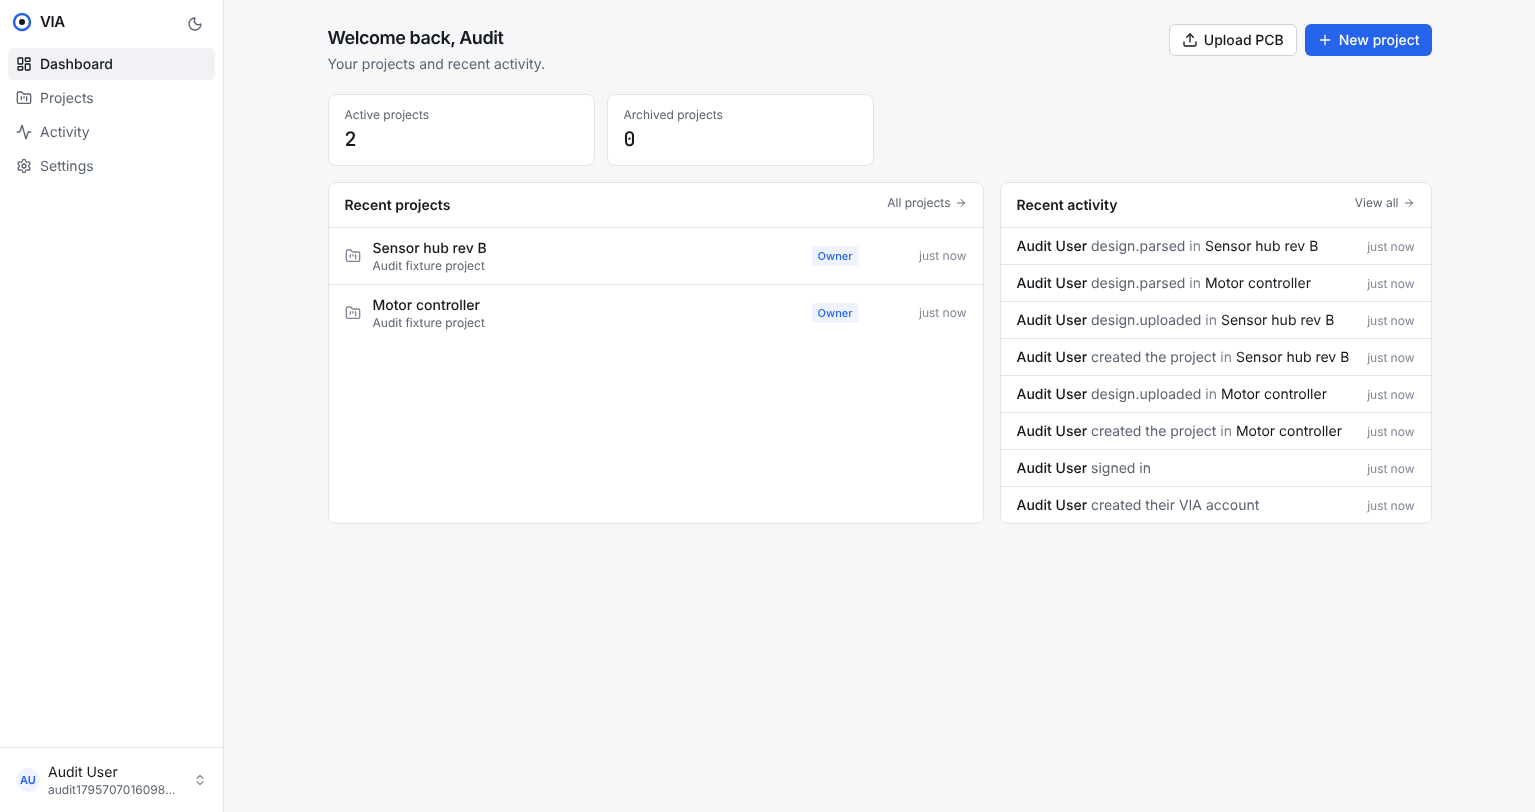 VIA
Dashboard
Projects
Activity
Settings
Welcome back, Audit
Your projects and recent activity.
Upload PCB
New project
Active projects
2
Archived projects
0
Recent projects
All projects →
Sensor hub rev B
Audit fixture project
Owner
just now
Motor controller
Audit fixture project
Owner
just now
Recent activity
View all →
Audit User design.parsed in Sensor hub rev B just now
Audit User design.parsed in Motor controller just now
Audit User design.uploaded in Sensor hub rev B just now
Audit User created the project in Sensor hub rev B just now
Audit User design.uploaded in Motor controller just now
Audit User created the project in Motor controller just now
Audit User signed in just now
Audit User created their VIA account just now
AU
Audit User
audit1795707016098...